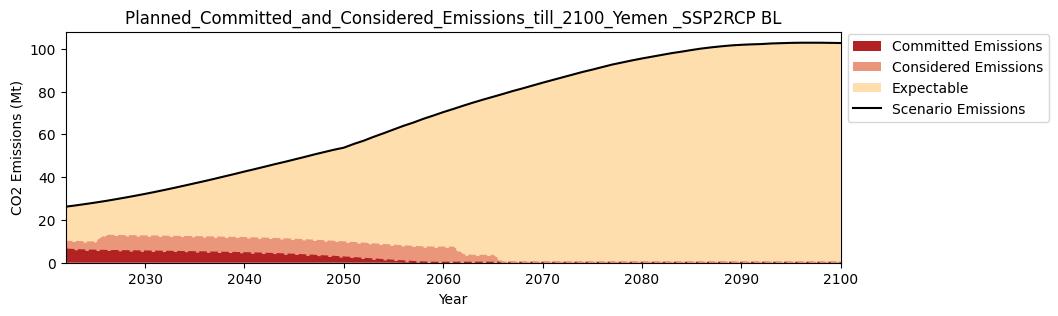 Planned_Committed_and_Considered_Emissions_till_2100_Yemen _SSP2RCP BL
CO2 Emissions (Mt)
100
80
60
40
20
0
2030 2040 2050 2060 2070 2080 2090 2100
Year
Committed Emissions
Considered Emissions
Expectable
Scenario Emissions